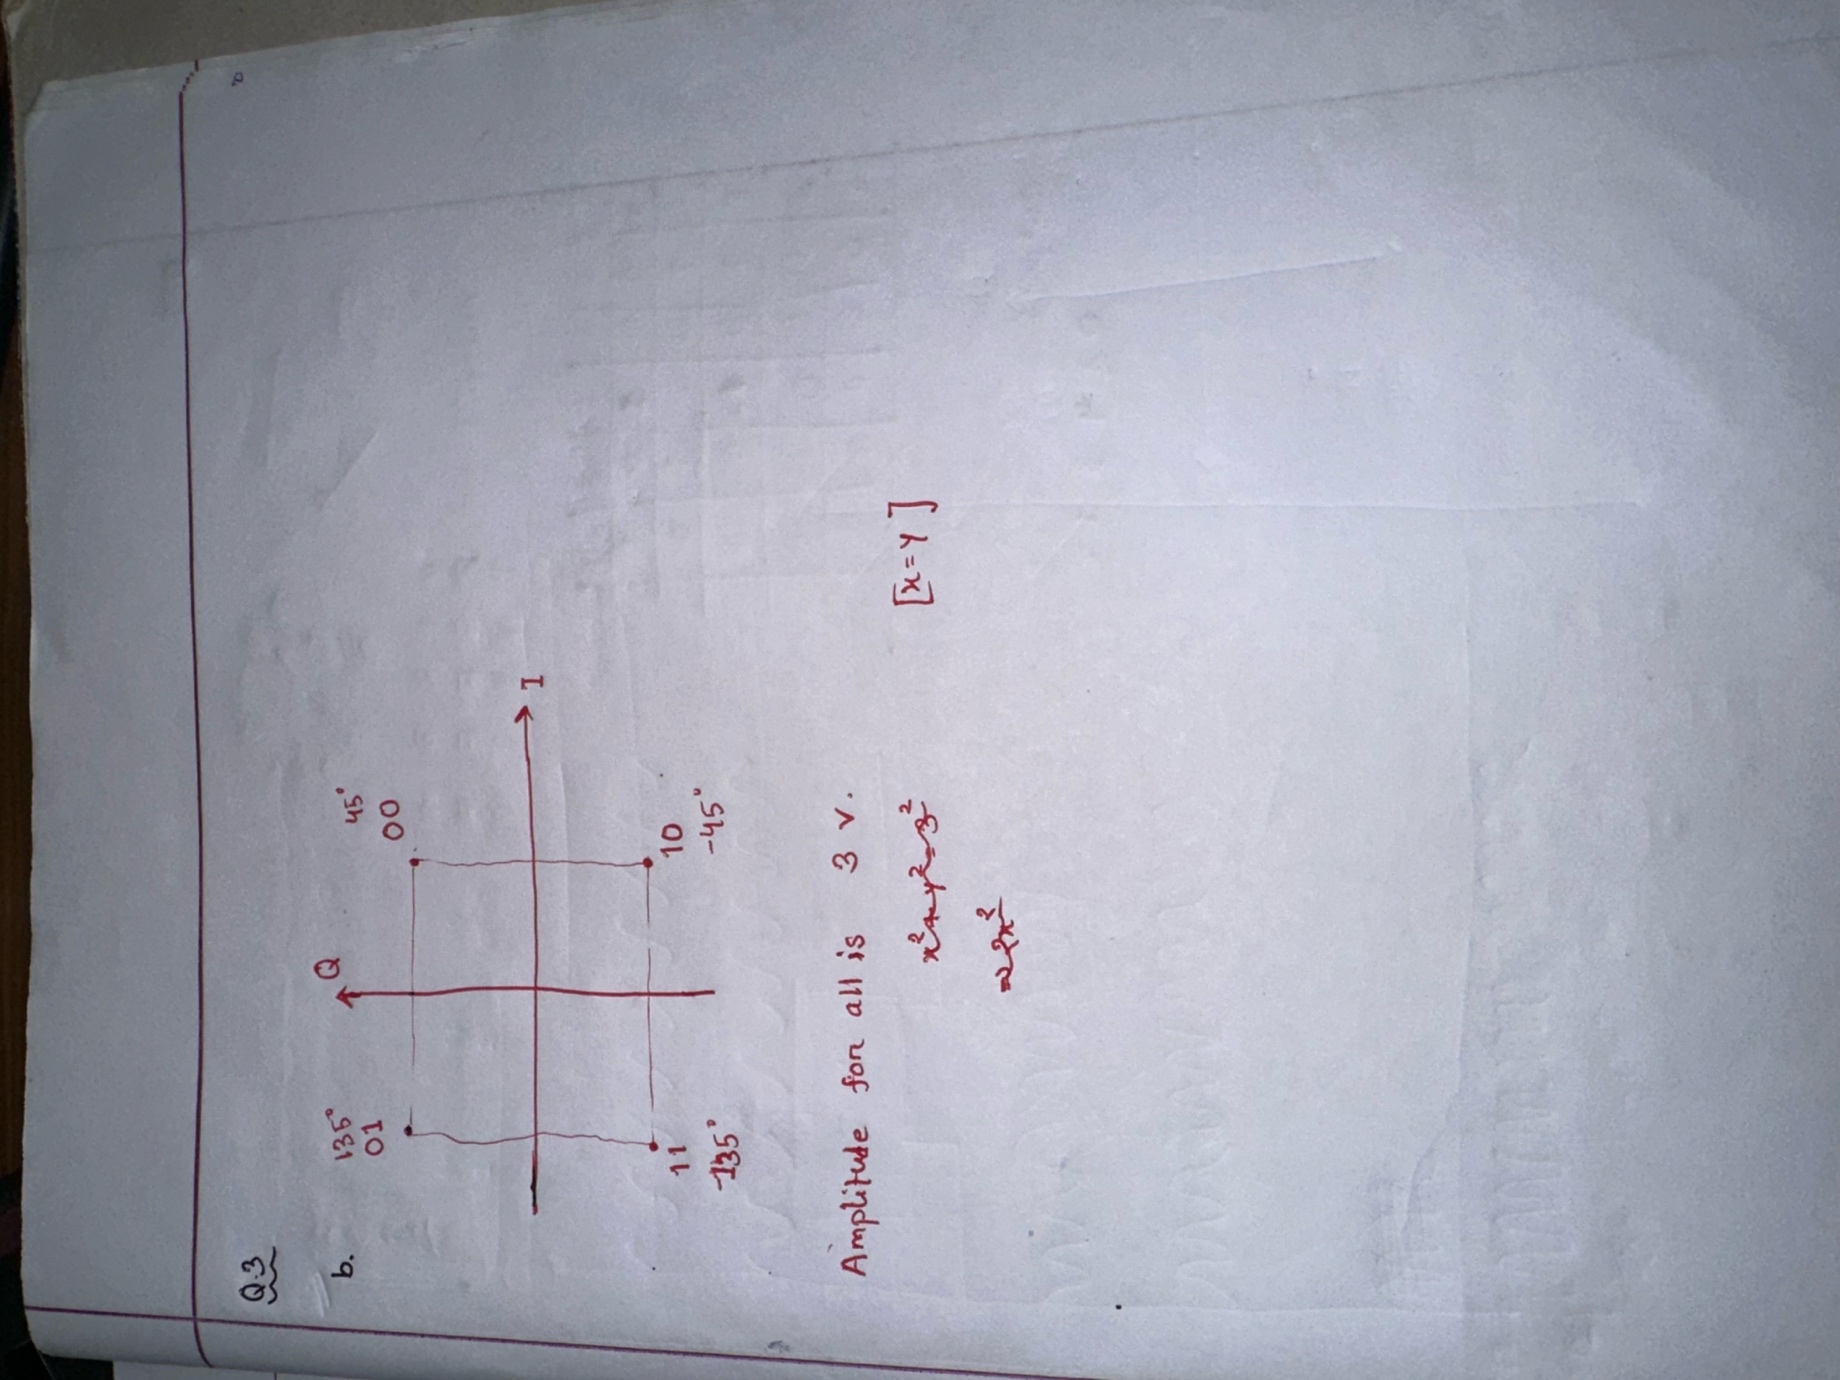 Q.3
b.
Q
135° 45°
01 00
I
11 10
-135° -45°
Amplitude for all is 3 v.
x²+y²=3² [x=y]
⇒2x²